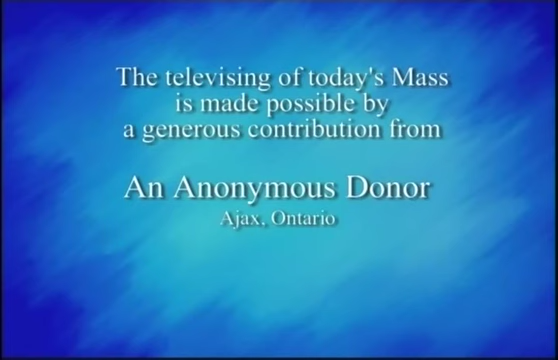 The televising of today's Mass
is made possible by
a generous contribution from
An Anonymous Donor
Ajax, Ontario